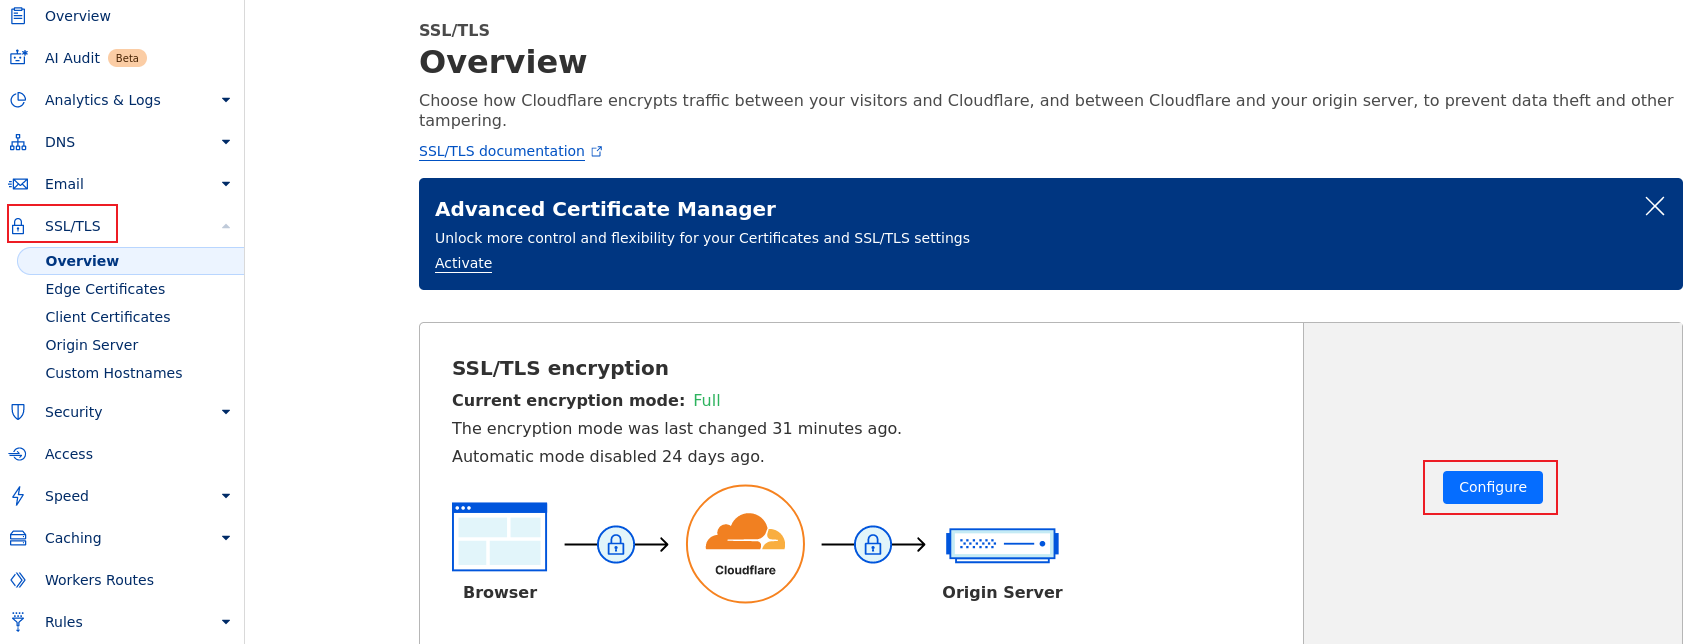 Overview
AI Audit Beta
Analytics & Logs
DNS
Email
SSL/TLS
Overview
Edge Certificates
Client Certificates
Origin Server
Custom Hostnames
Security
Access
Speed
Caching
Workers Routes
Rules
SSL/TLS
Overview
Choose how Cloudflare encrypts traffic between your visitors and Cloudflare, and between Cloudflare and your origin server, to prevent data theft and other
tampering.
SSL/TLS documentation
Advanced Certificate Manager
Unlock more control and flexibility for your Certificates and SSL/TLS settings
Activate
SSL/TLS encryption
Current encryption mode: Full
The encryption mode was last changed 31 minutes ago.
Automatic mode disabled 24 days ago.
Cloudflare
Browser
Origin Server
Configure